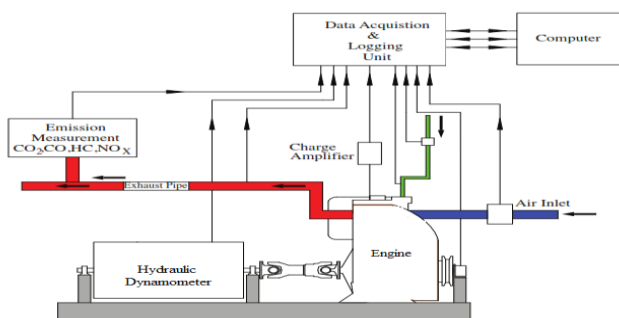 Data Acquistion
&
Logging
Unit
Computer
Emission
Measurement
CO2CO,HC,NOX
Charge
Amplifier
Exhaust Pipe
Air Inlet
Engine
Hydraulic
Dynamometer